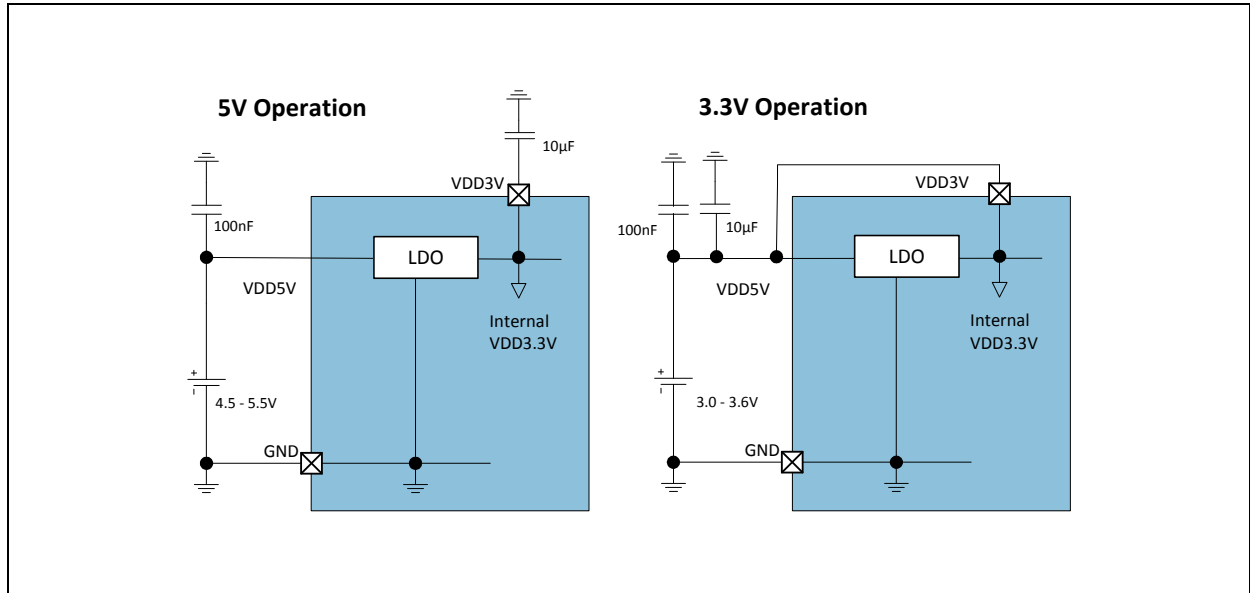 5V Operation
10µF
VDD3V
100nF
LDO
VDD5V
Internal
VDD3.3V
+
-
4.5 - 5.5V
GND
3.3V Operation
VDD3V
100nF
10µF
LDO
VDD5V
Internal
VDD3.3V
+
-
3.0 - 3.6V
GND